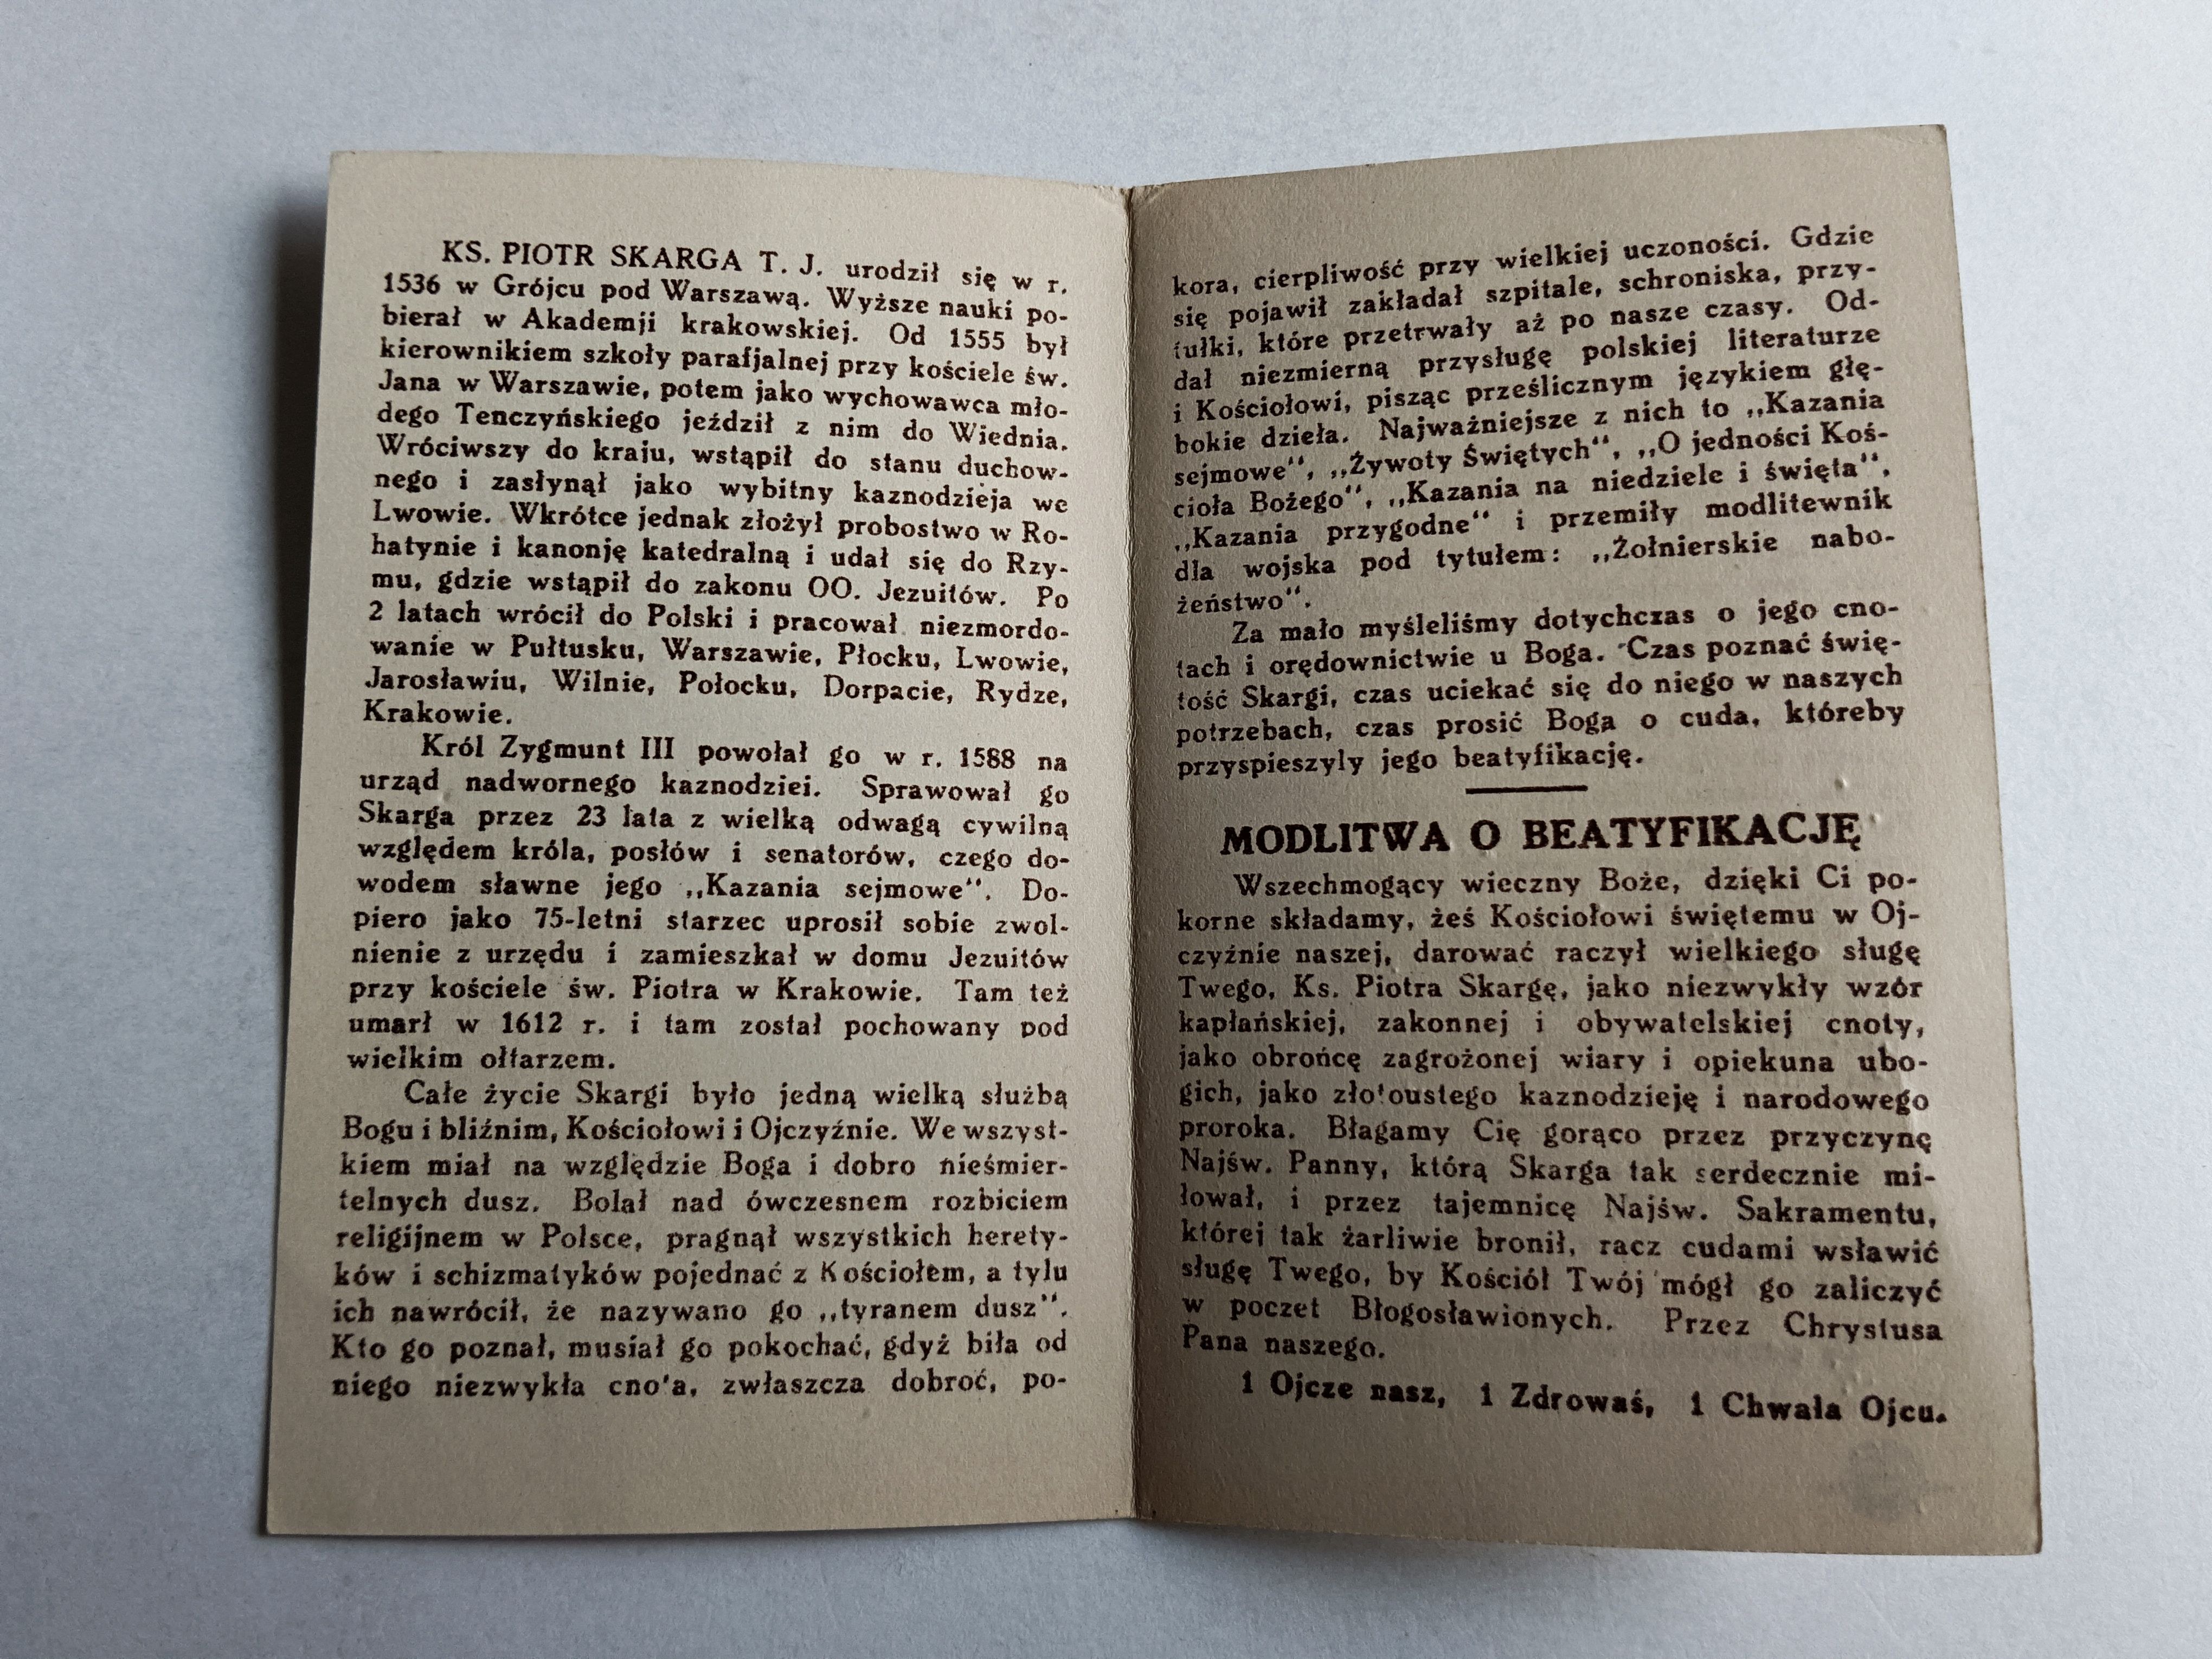 KS. PIOTR SKARGA T. J. urodził się w r.
1536 w Grójcu pod Warszawą. Wyższe nauki po-
bierał w Akademji krakowskiej. Od 1555 był
kierownikiem szkoły parafjalnej przy kościele św.
Jana w Warszawie, potem jako wychowawca mło-
dego Tenczyńskiego jeździł z nim do Wiednia.
Wróciwszy do kraju, wstąpił do stanu duchow-
nego i zasłynął jako wybitny kaznodzieja we
Lwowie. Wkrótce jednak złożył probostwo w Ro-
hatynie i kanonję katedralną i udał się do Rzy-
mu, gdzie wstąpił do zakonu OO. Jezuitów. Po
2 latach wrócił do Polski i pracował niezmordo-
wanie w Pułtusku, Warszawie, Płocku, Lwowie,
Jarosławiu, Wilnie, Połocku, Dorpacie, Rydze,
Krakowie.
Król Zygmunt III powołał go w r. 1588 na
urząd nadwornego kaznodziei. Sprawował go
Skarga przez 23 lata z wielką odwagą cywilną
względem króla, posłów i senatorów, czego do-
wodem sławne jego „Kazania sejmowe". Do-
piero jako 75-letni starzec uprosił sobie zwol-
nienie z urzędu i zamieszkał w domu Jezuitów
przy kościele św. Piotra w Krakowie. Tam też
umarł w 1612 r. i tam został pochowany pod
wielkim ołtarzem.
Całe życie Skargi było jedną wielką służbą
Bogu i bliźnim, Kościołowi i Ojczyźnie. We wszyst-
kiem miał na względzie Boga i dobro nieśmier-
telnych dusz. Bolał nad ówczesnem rozbiciem
religijnem w Polsce, pragnął wszystkich herety-
ków i schizmatyków pojednać z Kościołem, a tylu
ich nawrócił, że nazywano go „tyranem dusz".
Kto go poznał, musiał go pokochać, gdyż biła od
niego niezwykła cnota, zwłaszcza dobroć, po-
kora, cierpliwość przy wielkiej uczoności. Gdzie
się pojawił zakładał szpitale, schroniska, przy-
tułki, które przetrwały aż po nasze czasy. Od-
dał niezmierną przysługę polskiej literaturze
i Kościołowi, pisząc prześlicznym językiem głę-
bokie dzieła. Najważniejsze z nich to „Kazania
sejmowe", „Żywoty Świętych", „O jedności Koś-
cioła Bożego", „Kazania na niedziele i święta",
„Kazania przygodne" i przemiły modlitewnik
dla wojska pod tytułem: „Żołnierskie nabo-
żeństwo".
Za mało myśleliśmy dotychczas o jego cno-
tach i orędownictwie u Boga. Czas poznać świę-
tość Skargi, czas uciekać się do niego w naszych
potrzebach, czas prosić Boga o cuda, któreby
przyspieszyly jego beatyfikację.
MODLITWA O BEATYFIKACJĘ
Wszechmogący wieczny Boże, dzięki Ci po-
korne składamy, żeś Kościołowi świętemu w Oj-
czyźnie naszej, darować raczył wielkiego sługę
Twego, Ks. Piotra Skargę, jako niezwykły wzór
kapłańskiej, zakonnej i obywatelskiej cnoty,
jako obrońcę zagrożonej wiary i opiekuna ubo-
gich, jako złotoustego kaznodzieję i narodowego
proroka. Błagamy Cię gorąco przez przyczynę
Najśw. Panny, którą Skarga tak serdecznie mi-
łował, i przez tajemnicę Najśw. Sakramentu,
której tak żarliwie bronił, racz cudami wsławić
sługę Twego, by Kościół Twój mógł go zaliczyć
w poczet Błogosławionych. Przez Chrystusa
Pana naszego.
1 Ojcze nasz, 1 Zdrowaś, 1 Chwała Ojcu.